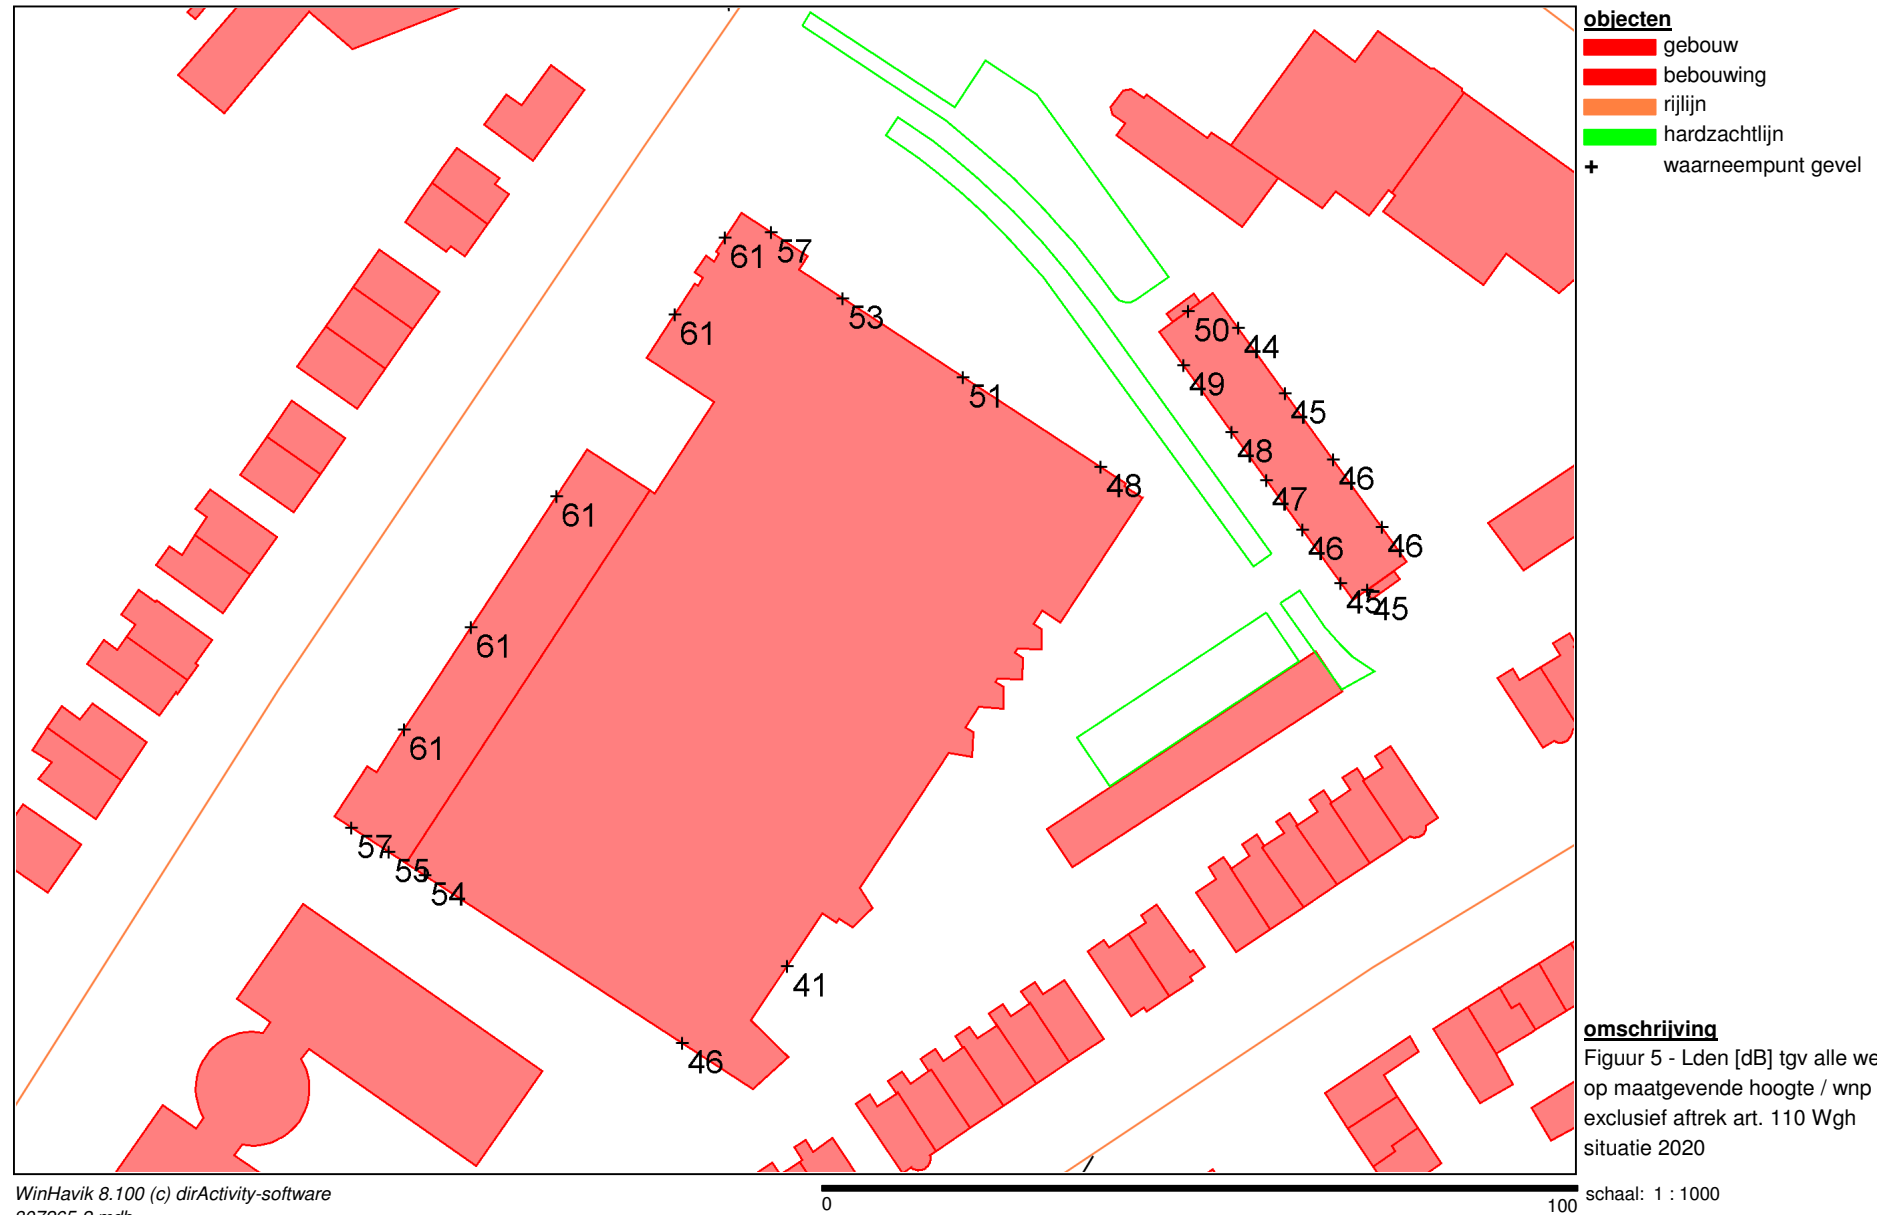 objecten
gebouw
bebouwing
rijlijn
hardzachtlijn
+ waarneempunt gevel
61
57
61
53
51
48
50
44
49
45
48
46
47
46
46
45
45
61
61
61
57
55
54
41
46
omschrijving
Figuur 5 - Lden [dB] tgv alle we
op maatgevende hoogte / wnp
exclusief aftrek art. 110 Wgh
situatie 2020
WinHavik 8.100 (c) dirActivity-software
0
100
schaal: 1 : 1000